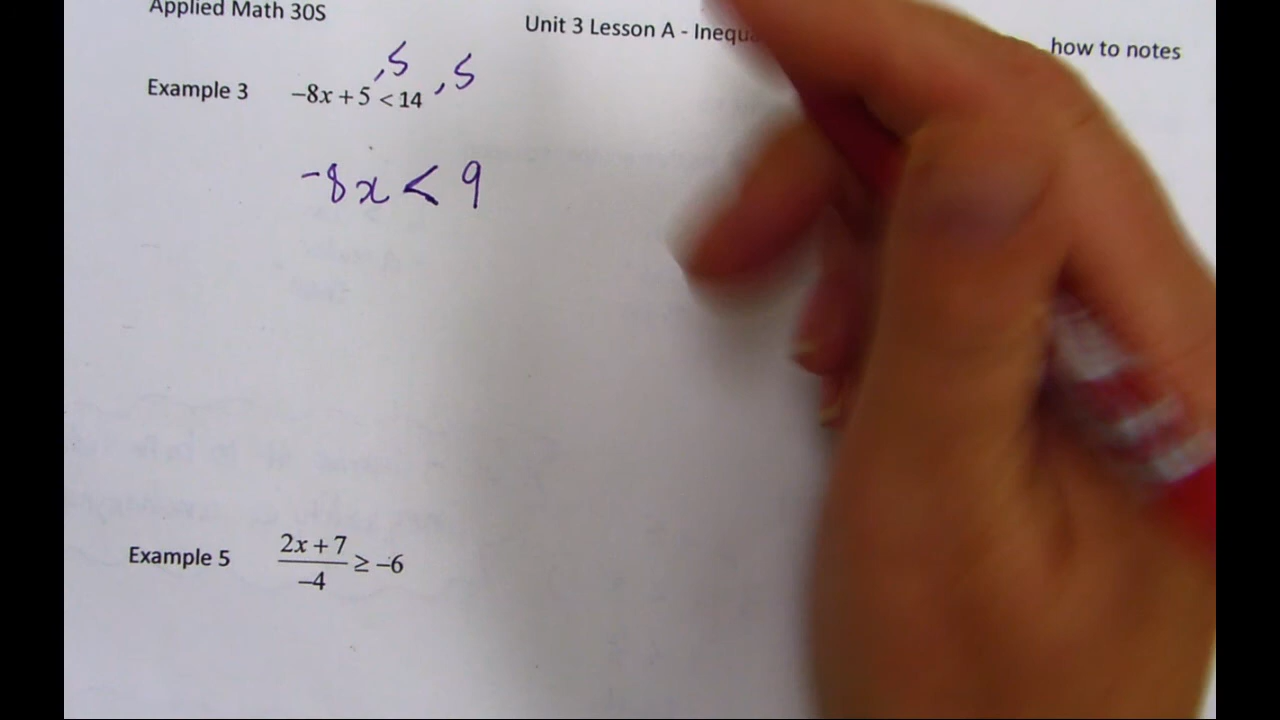 Applied Math 30S
Unit 3 Lesson A - Inequa
how to notes
,5 ,5
Example 3 −8x + 5 < 14
-8x < 9
Example 5 2x + 7
≥ −6
−4